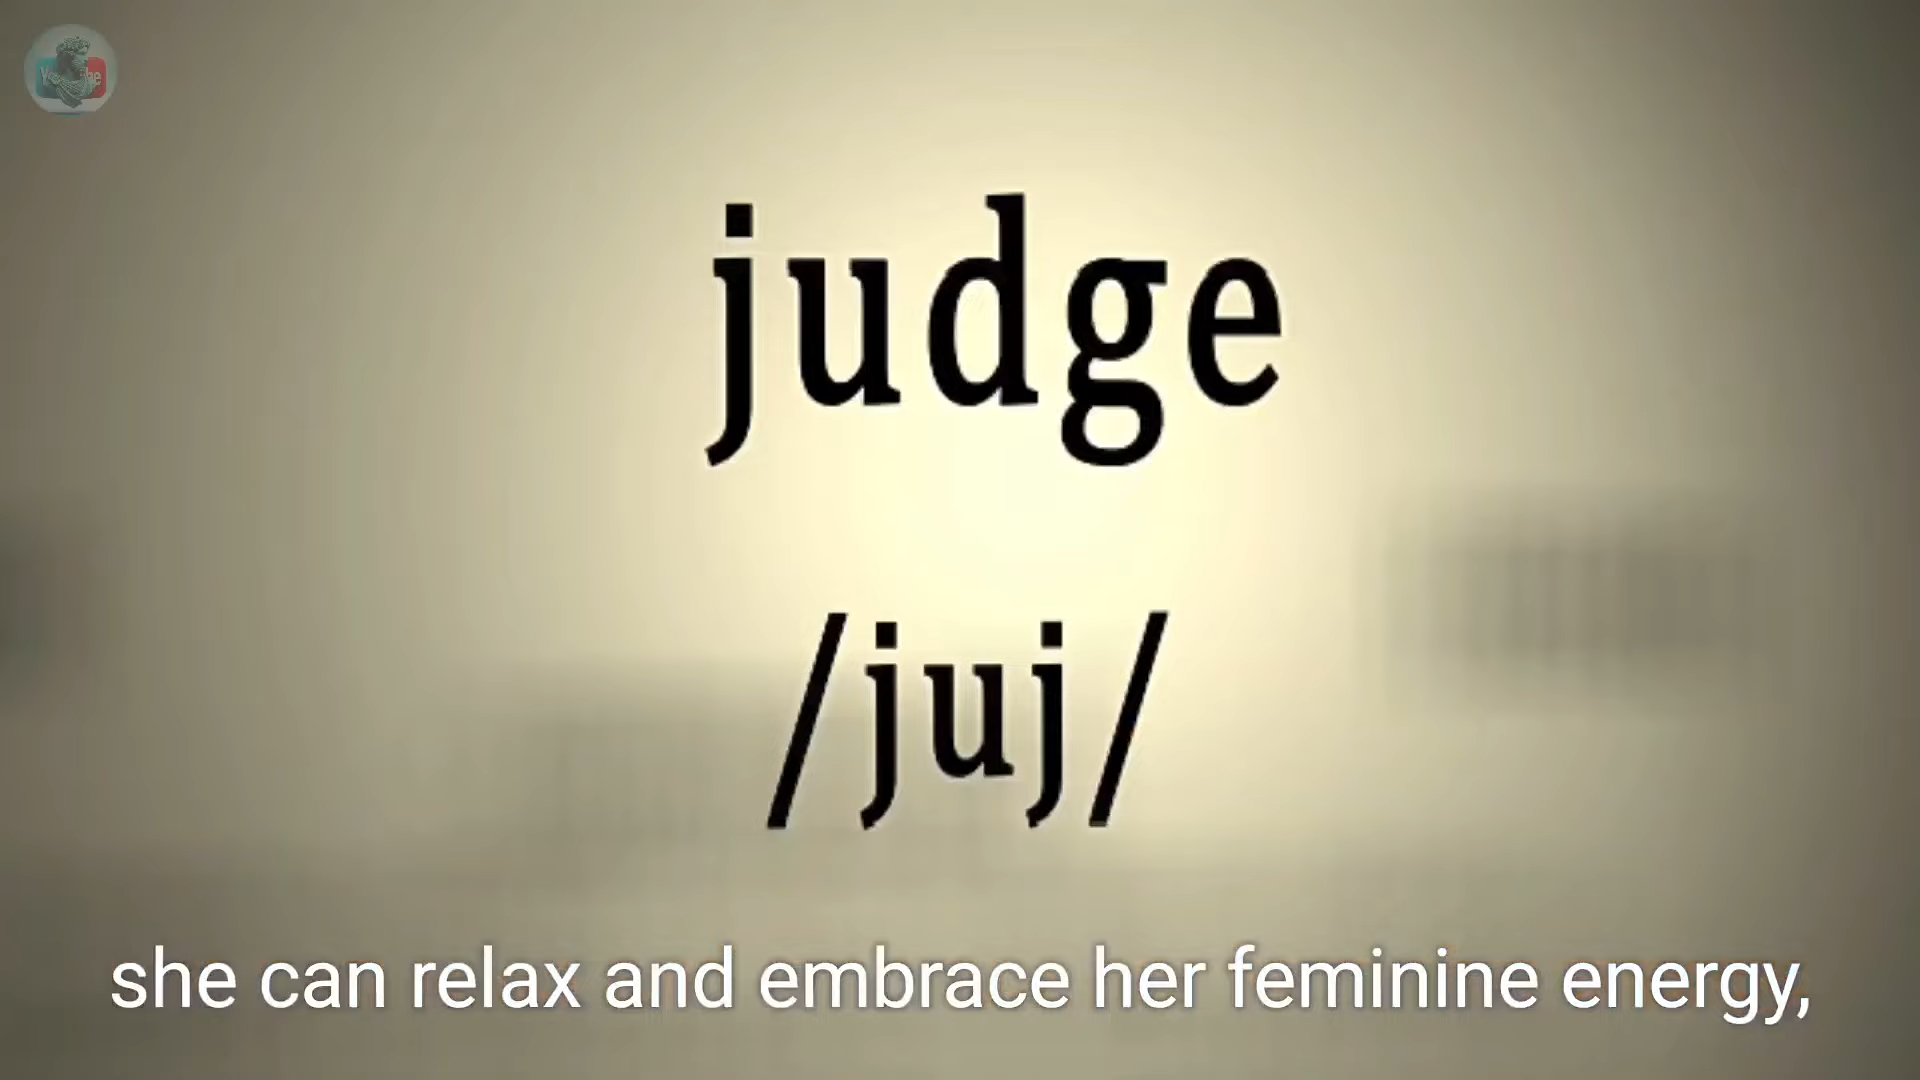 judge
/juj/
she can relax and embrace her feminine energy,